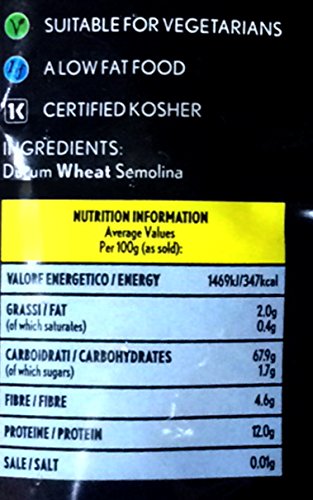 V SUITABLE FOR VEGETARIANS
lf A LOW FAT FOOD
K CERTIFIED KOSHER
INGREDIENTS:
Durum Wheat Semolina
NUTRITION INFORMATION
Average Values
Per 100g (as sold):
VALORE ENERGETICO / ENERGY 1469kJ/347kcal
GRASSI / FAT 2.0g
(of which saturates) 0.4g
CARBOIDRATI / CARBOHYDRATES 67.9g
(of which sugars) 1.7g
FIBRE / FIBRE 4.6g
PROTEINE / PROTEIN 12.0g
SALE / SALT 0.01g